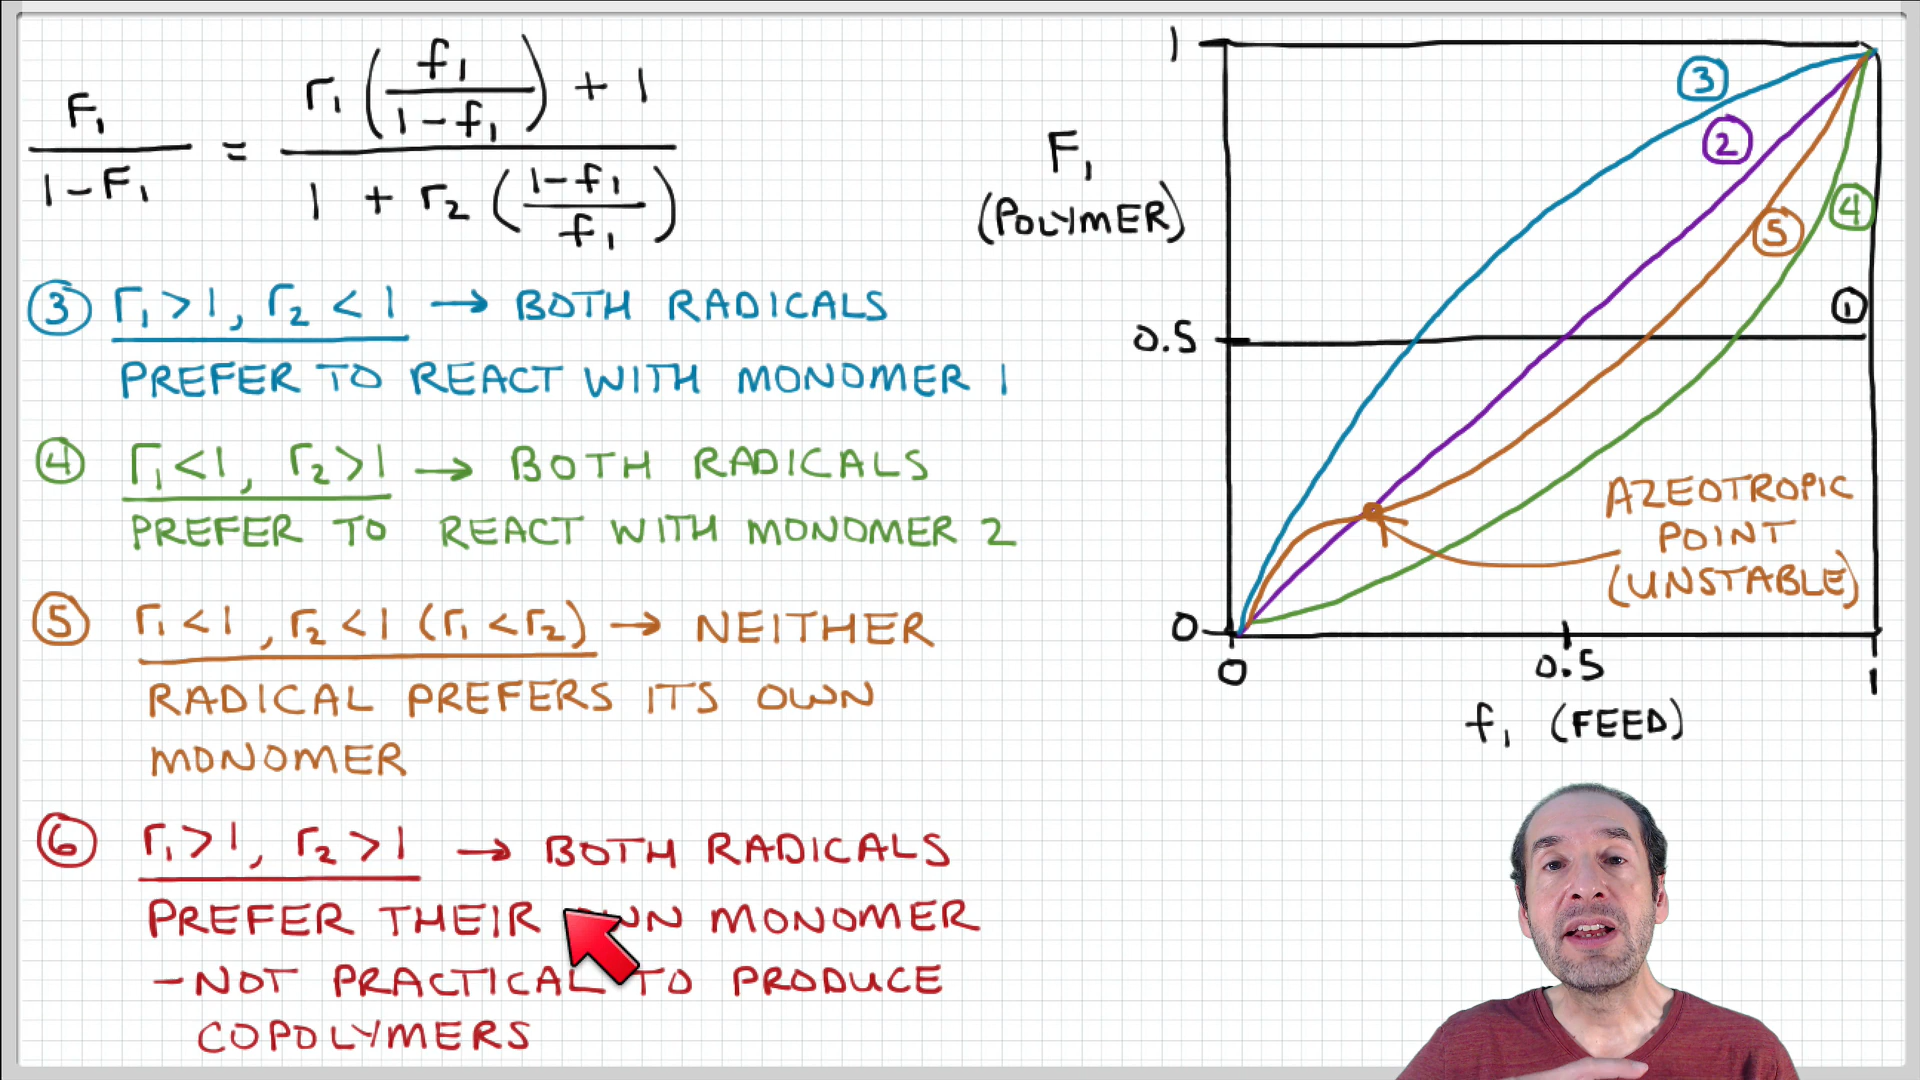 F₁ / (1-F₁) = (r₁ (f₁ / (1-f₁)) + 1) / (1 + r₂ ((1-f₁) / f₁))
③ r₁ > 1, r₂ < 1 → BOTH RADICALS
PREFER TO REACT WITH MONOMER 1
④ r₁ < 1, r₂ > 1 → BOTH RADICALS
PREFER TO REACT WITH MONOMER 2
⑤ r₁ < 1, r₂ < 1 (r₁ < r₂) → NEITHER
RADICAL PREFERS ITS OWN
MONOMER
⑥ r₁ > 1, r₂ > 1 → BOTH RADICALS
PREFER THEIR OWN MONOMER
- NOT PRACTICAL TO PRODUCE
COPOLYMERS
1
F₁
(POLYMER)
0.5
0
③
②
⑤
④
①
AZEOTROPIC
POINT
(UNSTABLE)
0
0.5
1
f₁ (FEED)